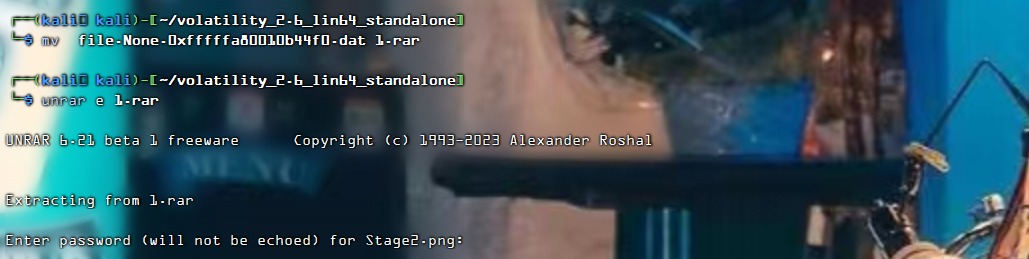 ┌──(kali㉿ kali)-[~/volatility_2.6_lin64_standalone]
└─$ mv  file.None.0xfffffa80010b44f0.dat 1.rar
┌──(kali㉿ kali)-[~/volatility_2.6_lin64_standalone]
└─$ unrar e 1.rar
UNRAR 6.21 beta 1 freeware      Copyright (c) 1993-2023 Alexander Roshal
MENU
Extracting from 1.rar
Enter password (will not be echoed) for Stage2.png: